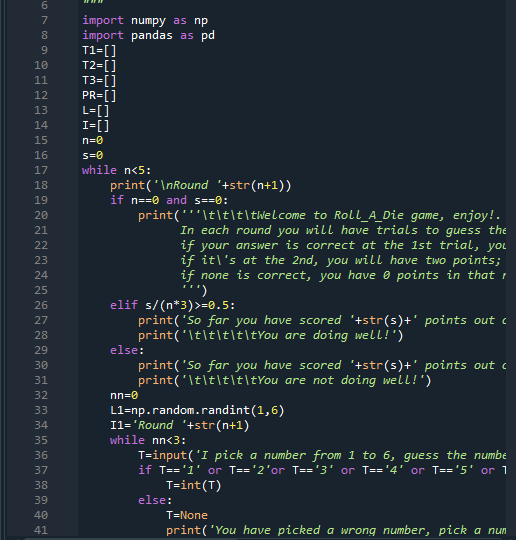 6 """
7 import numpy as np
8 import pandas as pd
9 T1=[]
10 T2=[]
11 T3=[]
12 PR=[]
13 L=[]
14 I=[]
15 n=0
16 s=0
17 while n<5:
18 print('\nRound '+str(n+1))
19 if n==0 and s==0:
20 print('''\t\t\t\tWelcome to Roll_A_Die game, enjoy!.
21 In each round you will have trials to guess the
22 if your answer is correct at the 1st trial, you
23 if it\'s at the 2nd, you will have two points;
24 if none is correct, you have 0 points in that r
25 ''')
26 elif s/(n*3)>=0.5:
27 print('So far you have scored '+str(s)+' points out o
28 print('\t\t\t\t\tYou are doing well!')
29 else:
30 print('So far you have scored '+str(s)+' points out o
31 print('\t\t\t\t\tYou are not doing well!')
32 nn=0
33 L1=np.random.randint(1,6)
34 I1='Round '+str(n+1)
35 while nn<3:
36 T=input('I pick a number from 1 to 6, guess the numbe
37 if T=='1' or T=='2'or T=='3' or T=='4' or T=='5' or T
38 T=int(T)
39 else:
40 T=None
41 print('You have picked a wrong number, pick a num